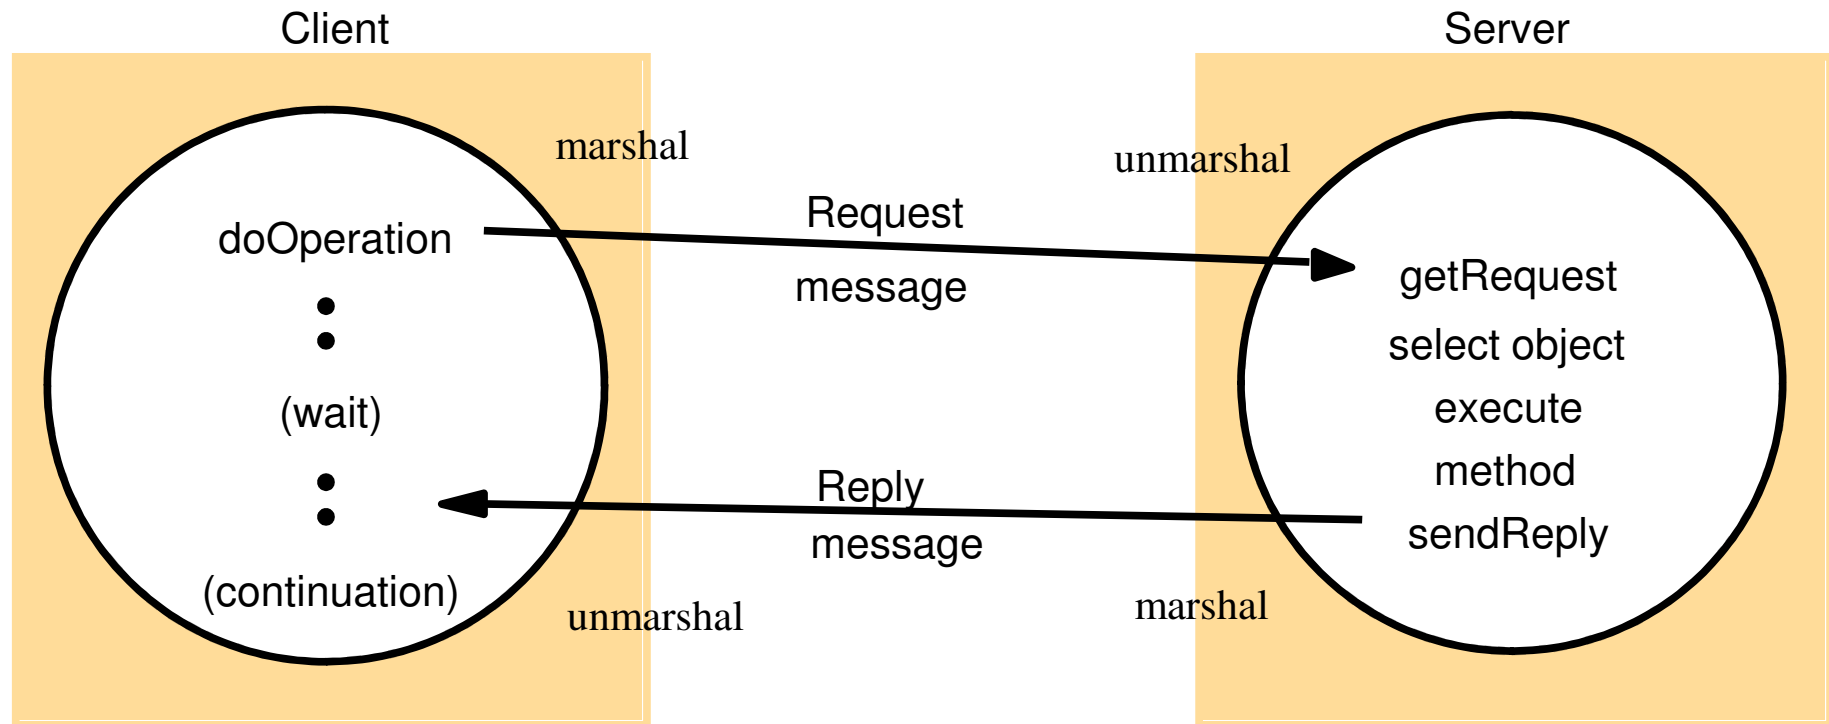 Client
Server
marshal
unmarshal
Request
doOperation
message
getRequest
select object
(wait)
execute
method
Reply
sendReply
message
(continuation)
unmarshal
marshal